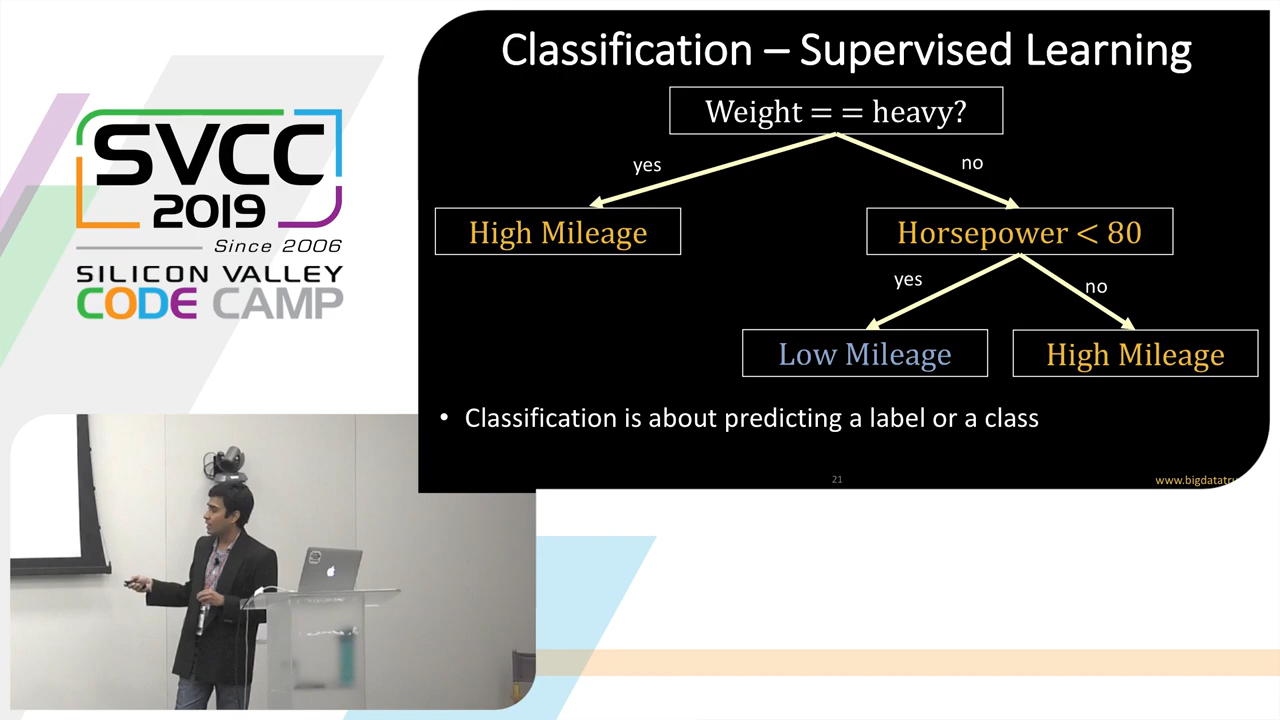 SVCC
2019
Since 2006
SILICON VALLEY
CODE CAMP
Classification – Supervised Learning
Weight = = heavy?
yes
no
High Mileage
Horsepower < 80
yes
no
Low Mileage
High Mileage
• Classification is about predicting a label or a class
21